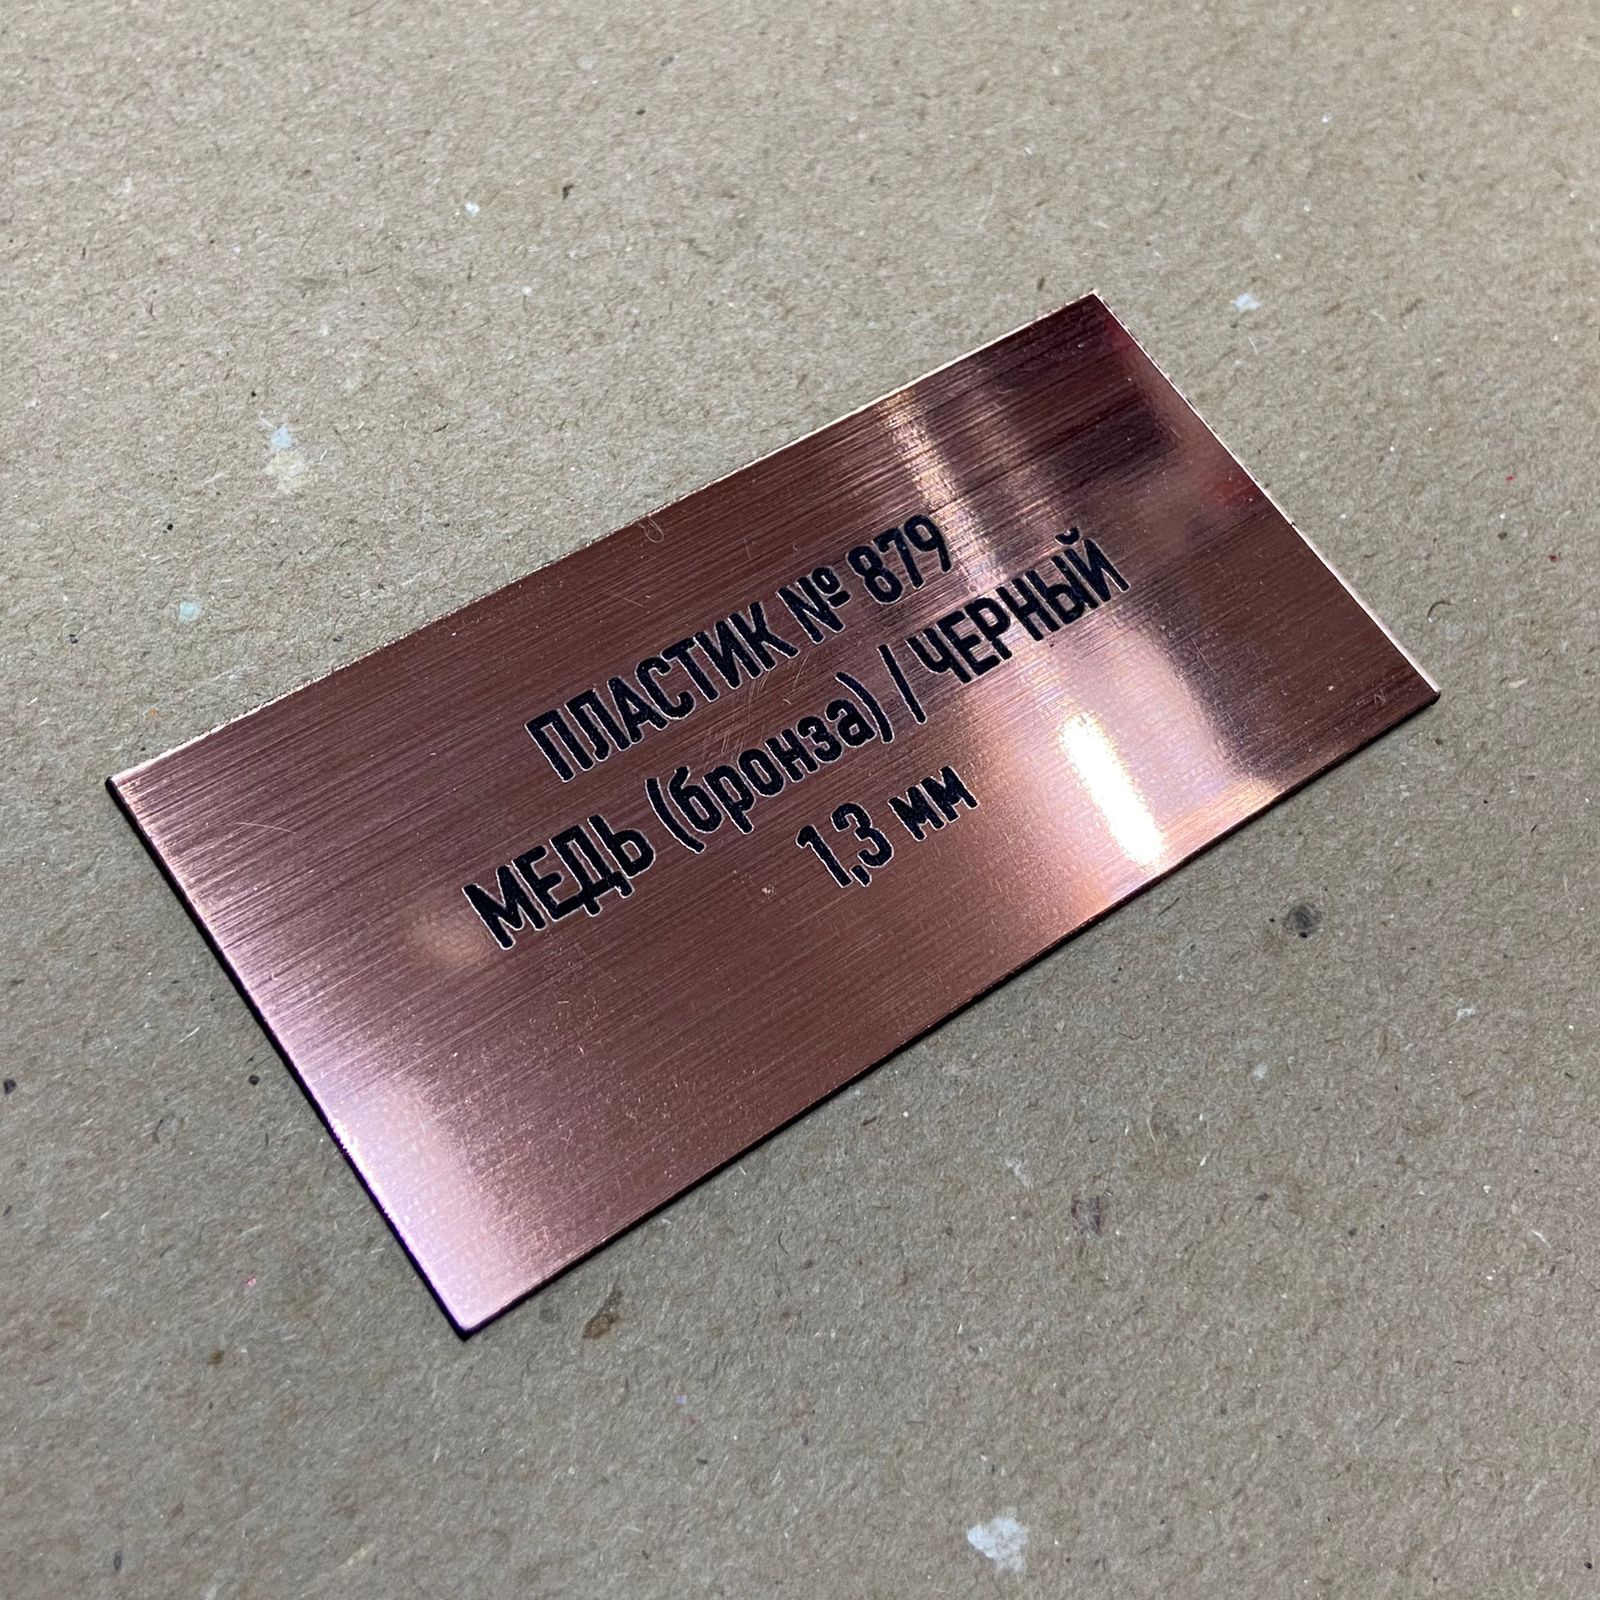 ПЛАСТИК № 879
МЕДЬ (бронза) / ЧЕРНЫЙ
1,3 мм